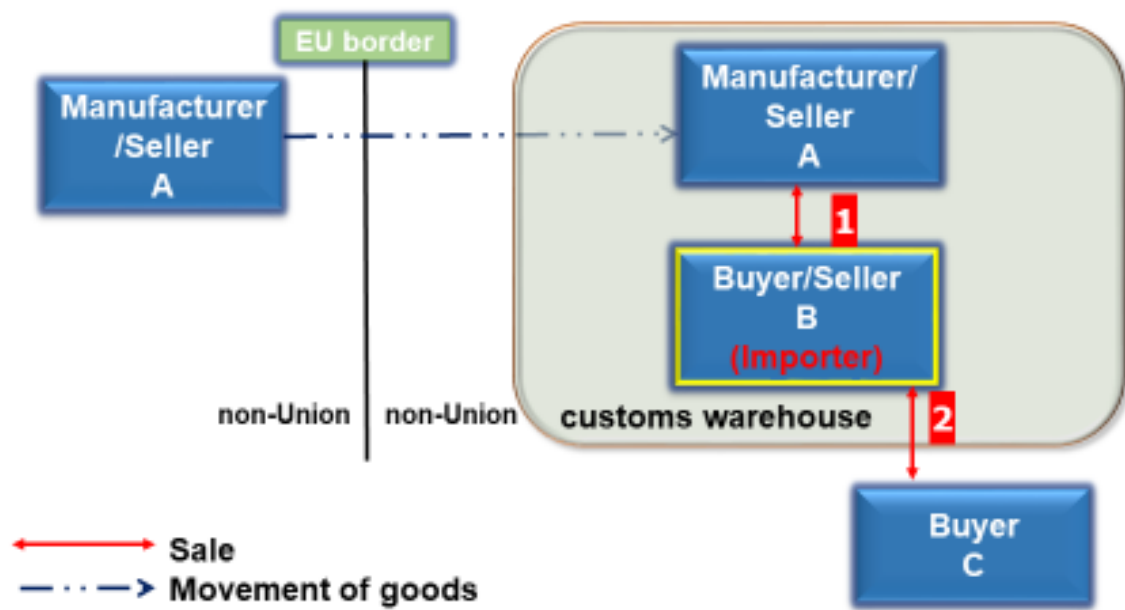 EU border
Manufacturer
/Seller
A
Manufacturer/
Seller
A
1
Buyer/Seller
B
(Importer)
non-Union
non-Union
customs warehouse
2
Buyer
C
Sale
Movement of goods